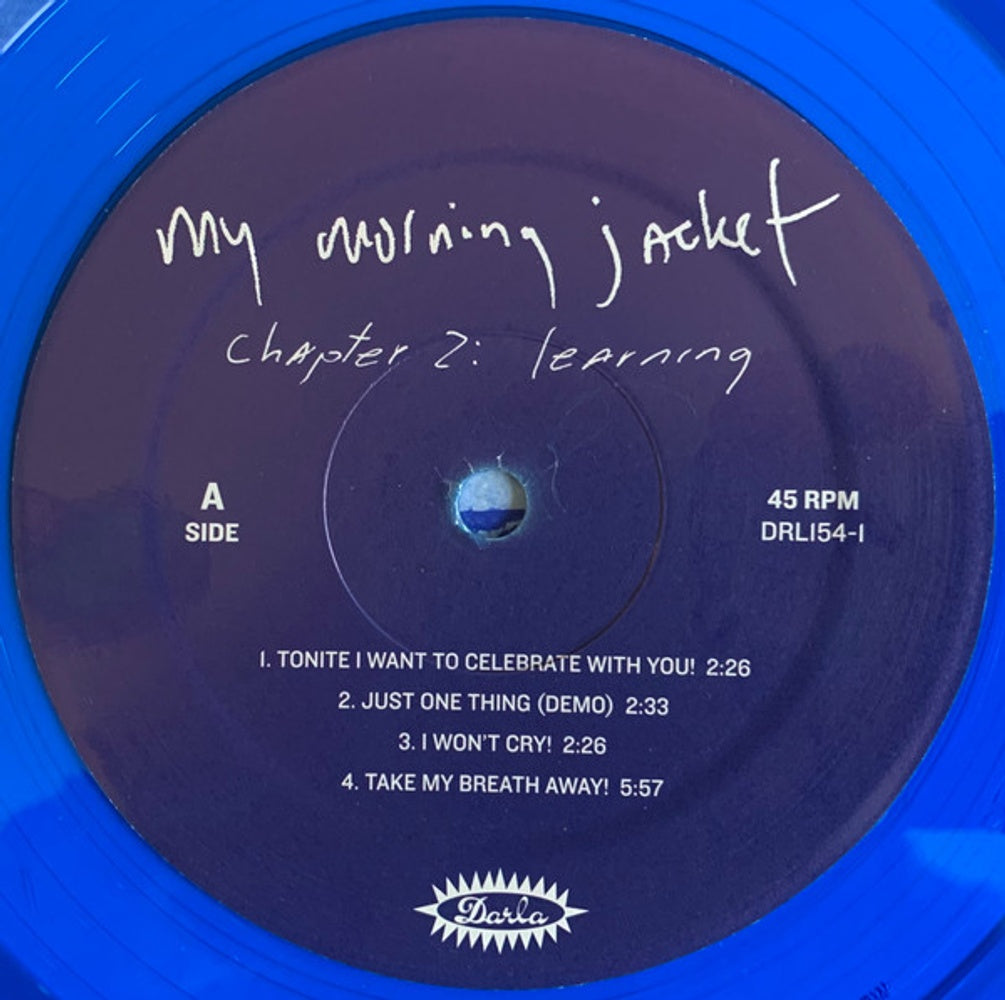 my morning jacket
chapter 2: learning
A
SIDE
45 RPM
DRL154-1
1. TONITE I WANT TO CELEBRATE WITH YOU! 2:26
2. JUST ONE THING (DEMO) 2:33
3. I WON'T CRY! 2:26
4. TAKE MY BREATH AWAY! 5:57
Darla